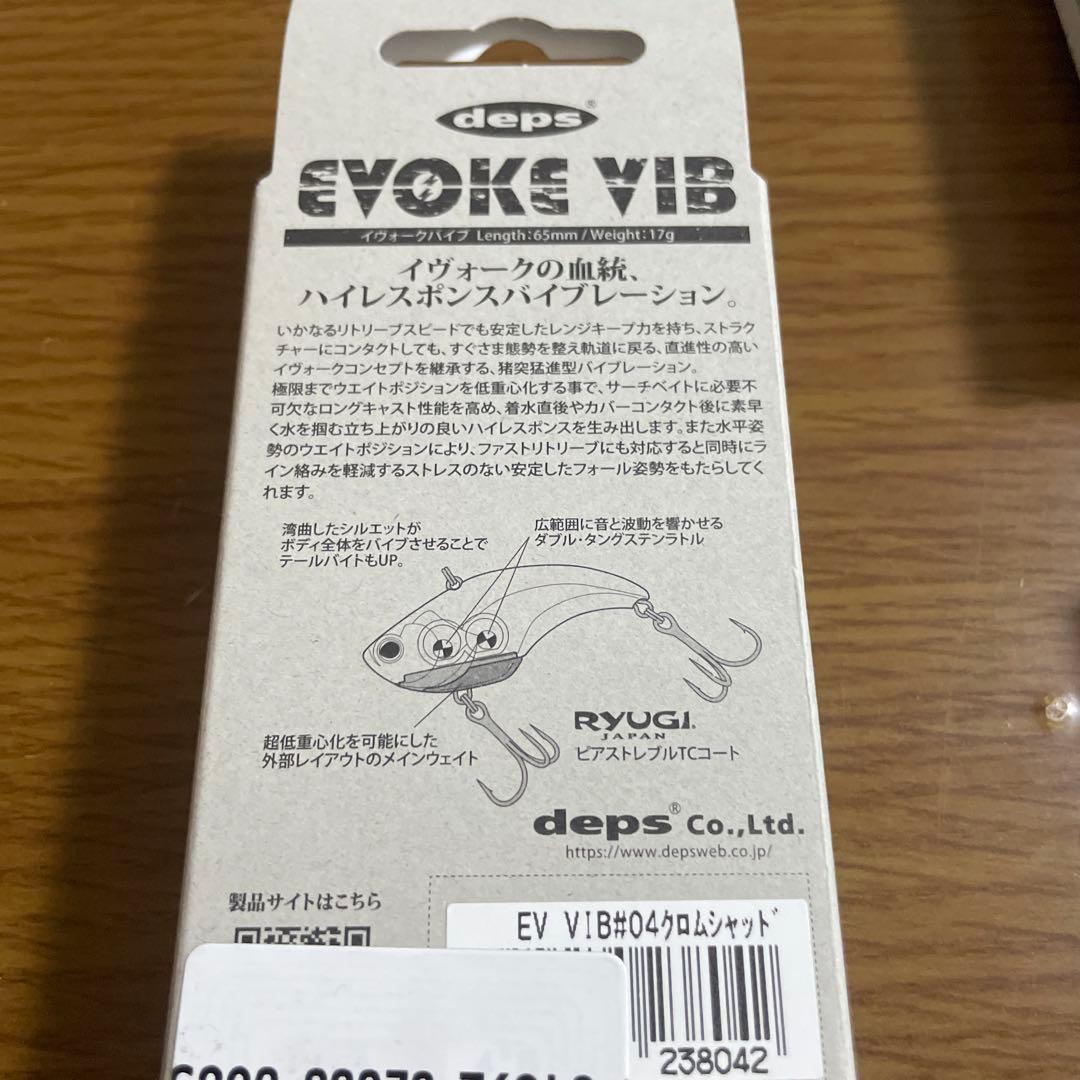 deps®
EVOKE VIB
イヴォークバイブ Length:65mm / Weight:17g
イヴォークの血統、
ハイレスポンスバイブレーション。
いかなるリトリーブスピードでも安定したレンジキープ力を持ち、ストラク
チャーにコンタクトしても、すぐさま態勢を整え軌道に戻る、直進性の高い
イヴォークコンセプトを継承する、猪突猛進型バイブレーション。
極限までウエイトポジションを低重心化する事で、サーチベイトに必要不
可欠なロングキャスト性能を高め、着水直後やカバーコンタクト後に素早
く水を掴む立ち上がりの良いハイレスポンスを生み出します。また水平姿
勢のウエイトポジションにより、ファストリトリーブにも対応すると同時にラ
イン絡みを軽減するストレスのない安定したフォール姿勢をもたらしてく
れます。
湾曲したシルエットが
ボディ全体をバイブさせることで
テールバイトもUP。
広範囲に音と波動を響かせる
ダブル・タングステンラトル
超低重心化を可能にした
外部レイアウトのメインウェイト
RYUGI
JAPAN
ピアストレブルTCコート
deps® Co.,Ltd.
https://www.depsweb.co.jp/
製品サイトはこちら
EV VIB#04クロムシャッド
238042